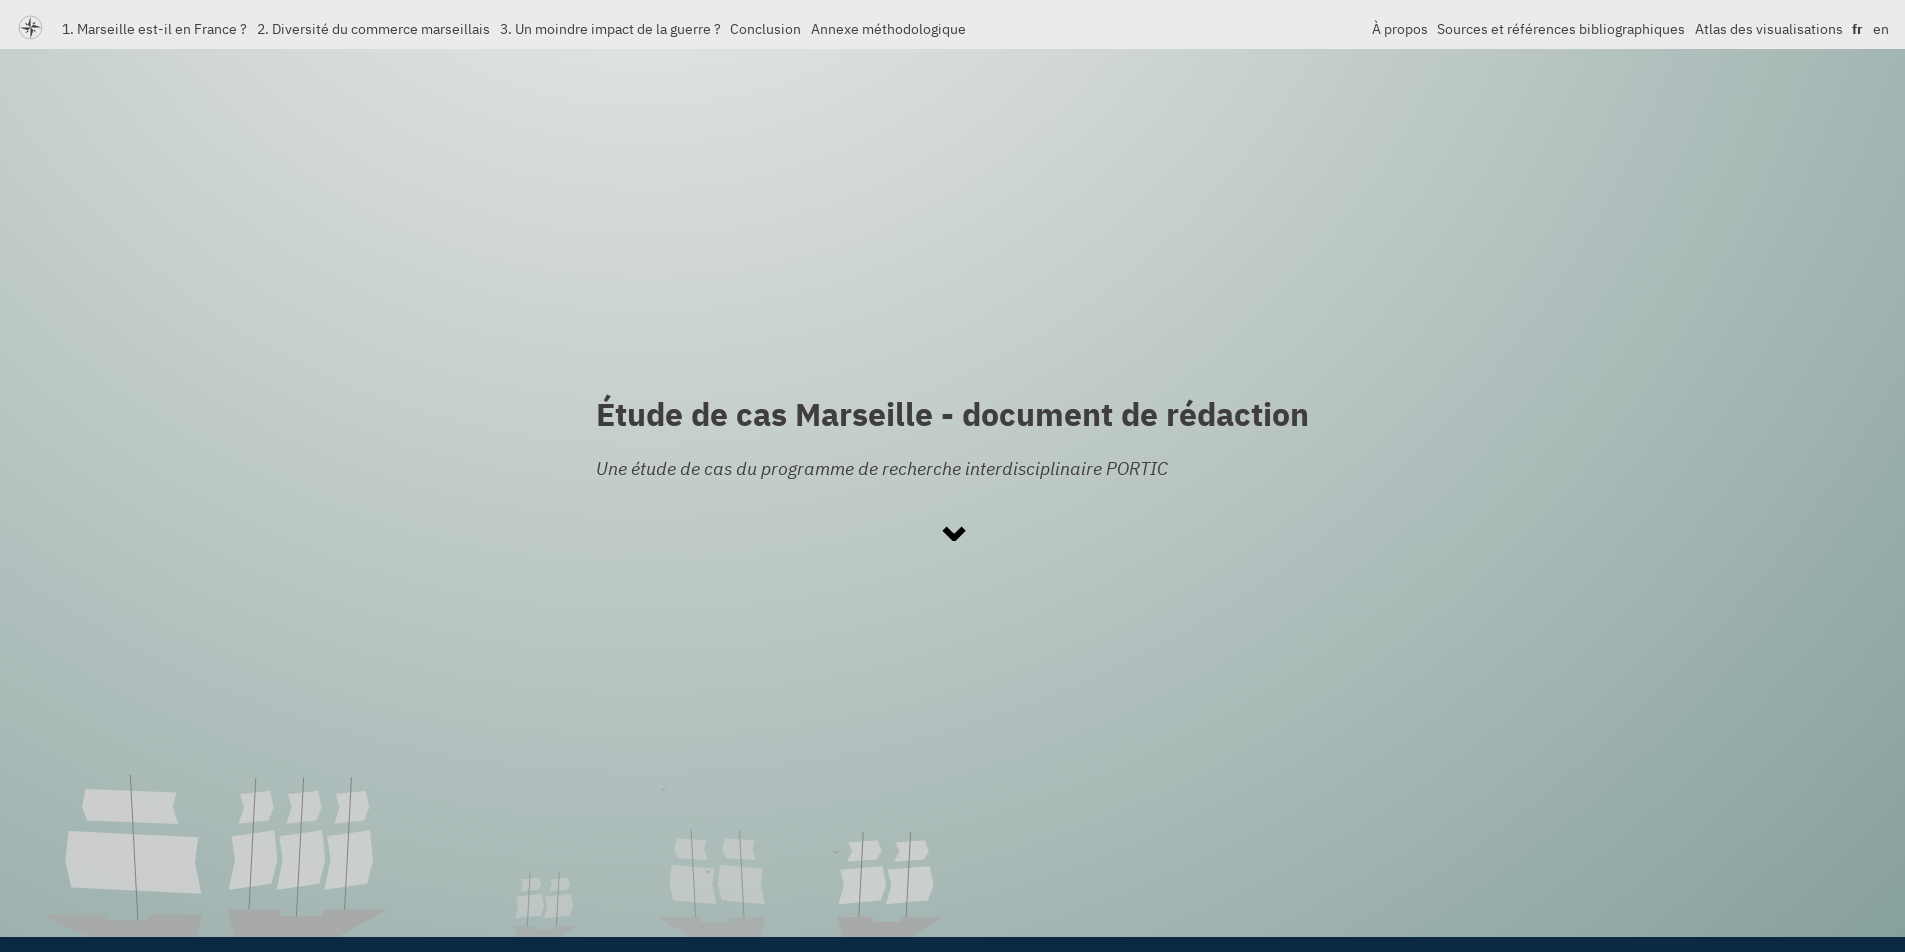 1. Marseille est-il en France ? 2. Diversité du commerce marseillais 3. Un moindre impact de la guerre ? Conclusion Annexe méthodologique À propos Sources et références bibliographiques Atlas des visualisations fr en
Étude de cas Marseille - document de rédaction
Une étude de cas du programme de recherche interdisciplinaire PORTIC